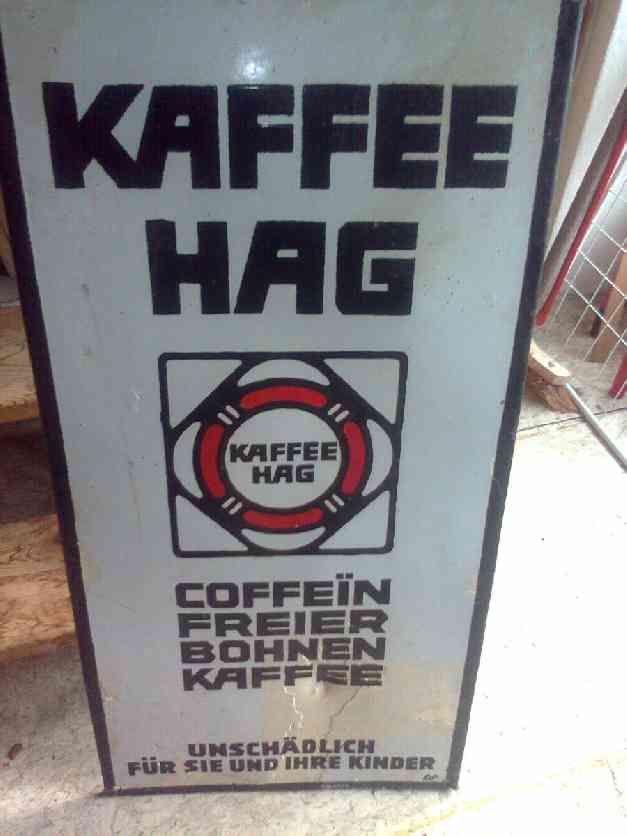 KAFFEE
HAG
KAFFEE
HAG
COFFEÏN
FREIER
BOHNEN
KAFFEE
UNSCHÄDLICH
FÜR SIE UND IHRE KINDER